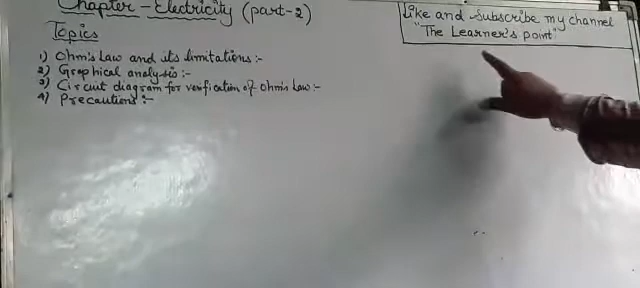 Chapter - Electricity (part-2)
Like and subscribe my channel
"The Learner's point"
Topics
1) Ohm's Law and its limitations :-
2) Graphical analysis :-
3) Circuit diagram for verification of Ohm's Law :-
4) Precautions :-